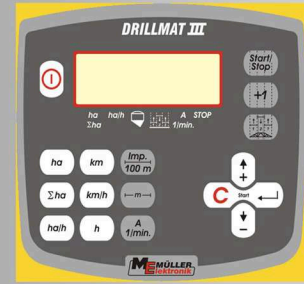 DRILLMAT III
Start/
Stop
ha ha/h A STOP
Σha 1/min.
+1
ha km Imp.
100 m
Σha km/h m
C Start
+
-
ha/h h A
1/min.
ME MÜLLER
Elektronik